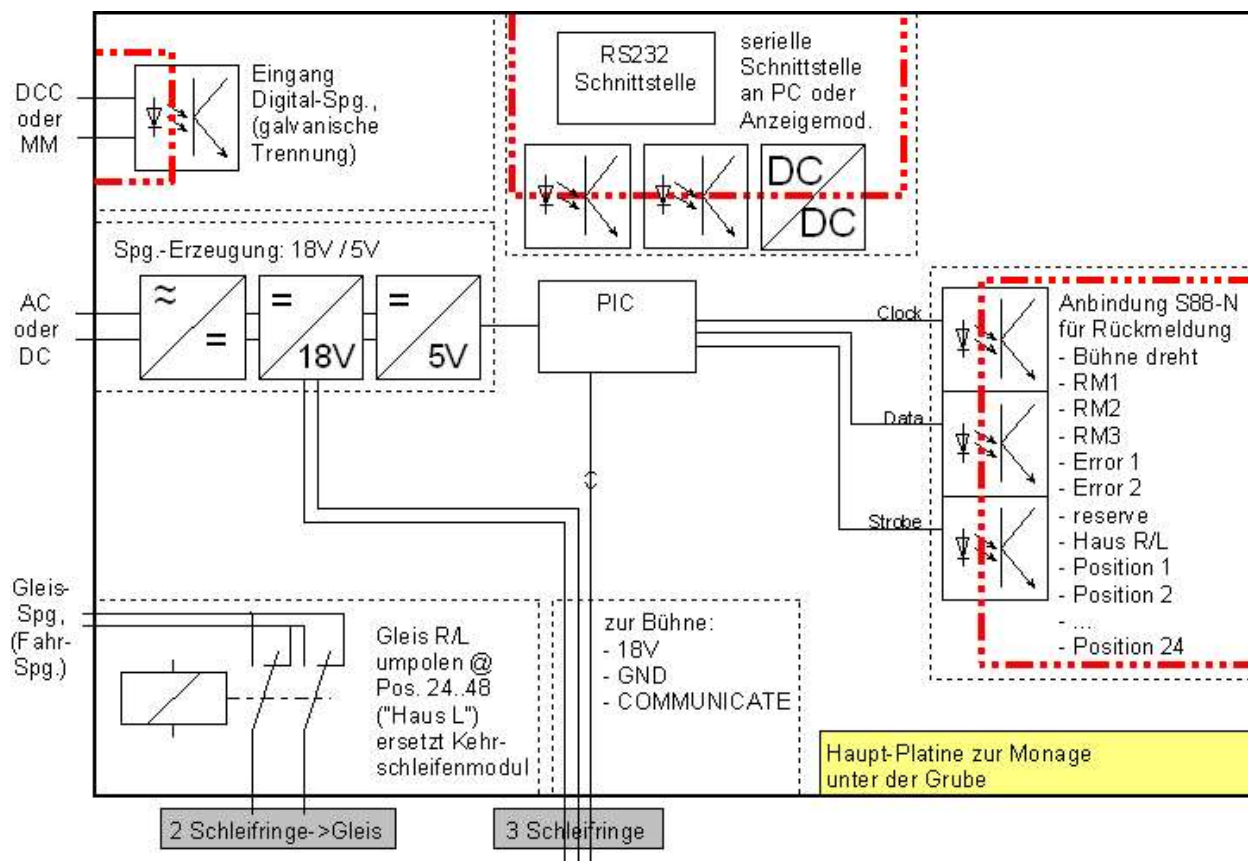 DCC
oder
MM
Eingang
Digital-Spg.,
(galvanische
Trennung)
RS232
Schnittstelle
serielle
Schnittstelle
an PC oder
Anzeigemod.
DC
DC
Spg.-Erzeugung: 18V / 5V
AC
oder
DC
≈
=
=
18V
=
5V
PIC
Clock
Data
Strobe
Anbindung S88-N
für Rückmeldung
- Bühne dreht
- RM1
- RM2
- RM3
- Error 1
- Error 2
- reserve
- Haus R/L
- Position 1
- Position 2
- ...
- Position 24
Gleis-
Spg,
(Fahr-
Spg.)
Gleis R/L
umpolen @
Pos. 24..48
("Haus L")
ersetzt Kehr-
schleifenmodul
zur Bühne:
- 18V
- GND
- COMMUNICATE
Haupt-Platine zur Monage
unter der Grube
2 Schleifringe->Gleis
3 Schleifringe